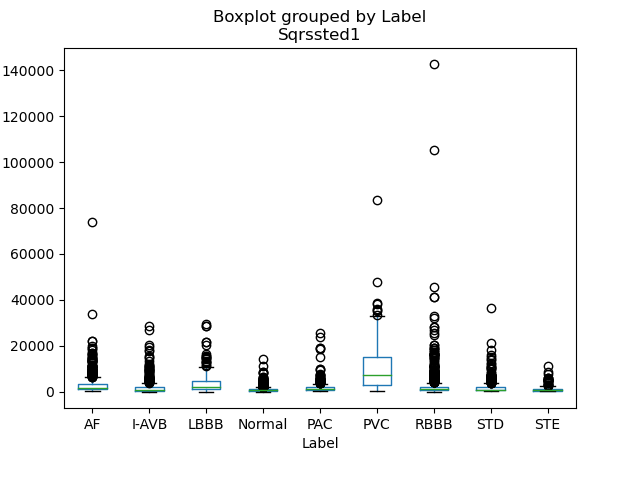 Boxplot grouped by Label
Sqrssted1
140000
120000
100000
80000
60000
40000
20000
0
AF I-AVB LBBB Normal PAC PVC RBBB STD STE
Label